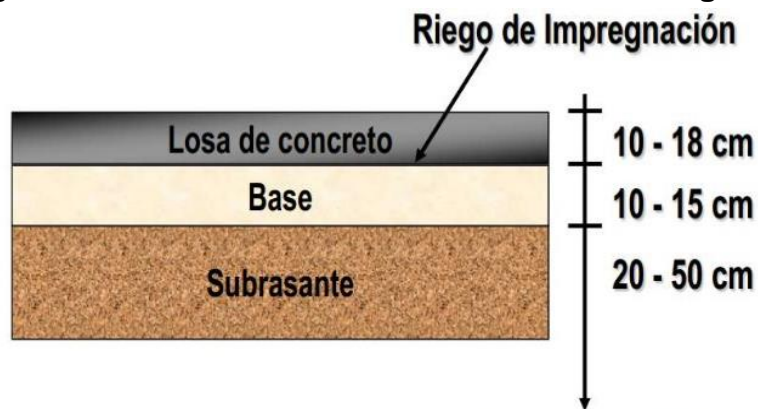 Riego de Impregnación
Losa de concreto
10 - 18 cm
Base
10 - 15 cm
Subrasante
20 - 50 cm